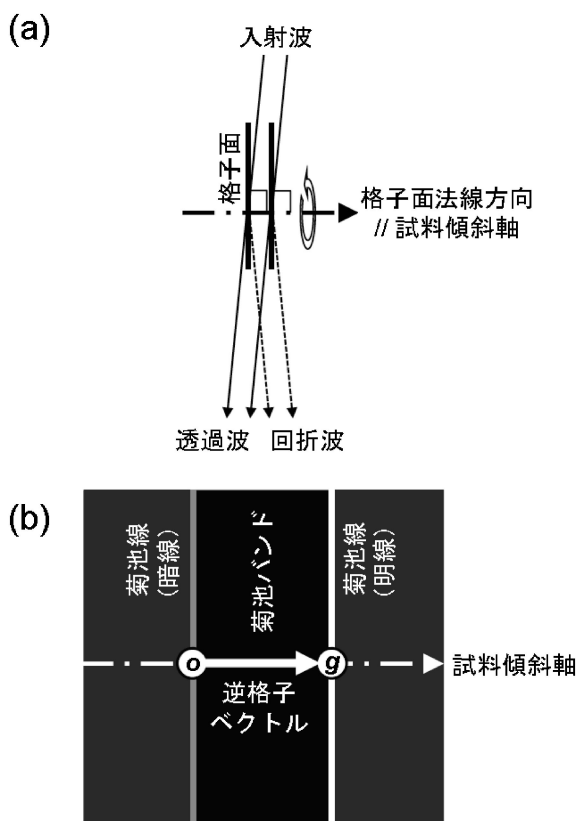 (a)
入射波
格子面
格子面法線方向
// 試料傾斜軸
透過波
回折波
(b)
菊池線
(暗線)
菊池バンド
菊池線
(明線)
o
g
試料傾斜軸
逆格子
ベクトル